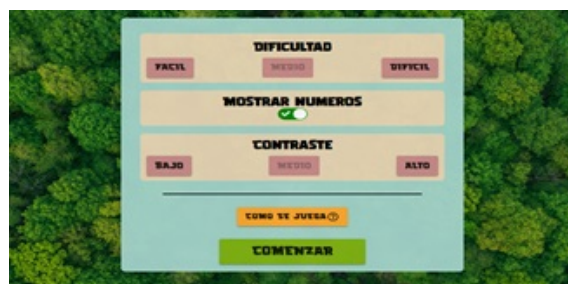 DIFICULTAD
FACIL MEDIO DIFICIL
MOSTRAR NUMEROS
CONTRASTE
BAJO MEDIO ALTO
COMO SE JUEGA?
COMENZAR